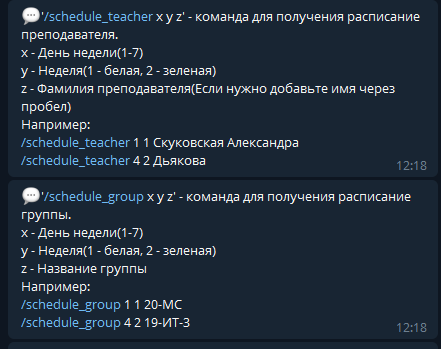 💬'/schedule_teacher x y z' - команда для получения расписание
преподавателя.
x - День недели(1-7)
y - Неделя(1 - белая, 2 - зеленая)
z - Фамилия преподавателя(Если нужно добавьте имя через
пробел)
Например:
/schedule_teacher 1 1 Скуковская Александра
/schedule_teacher 4 2 Дьякова
12:18
💬'/schedule_group x y z' - команда для получения расписание
группы.
x - День недели(1-7)
y - Неделя(1 - белая, 2 - зеленая)
z - Название группы
Например:
/schedule_group 1 1 20-МС
/schedule_group 4 2 19-ИТ-3
12:18